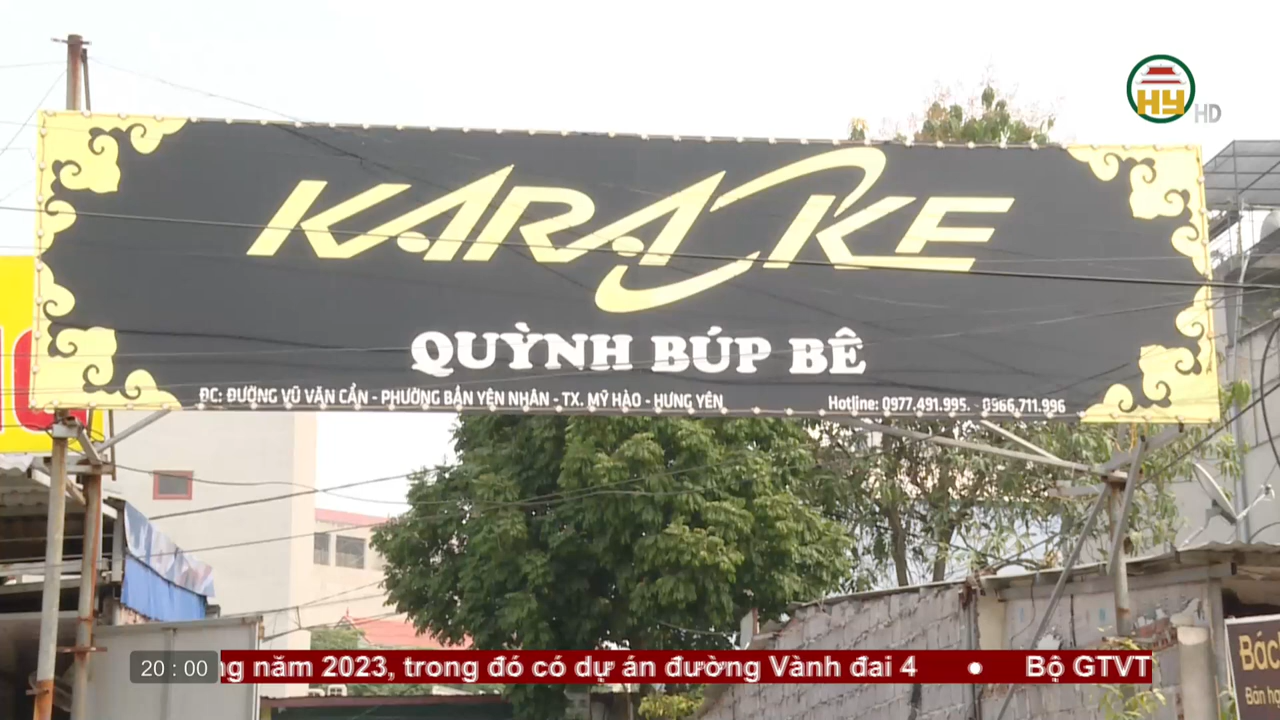 HY HD
KARAOKE
QUỲNH BÚP BÊ
ĐC: ĐƯỜNG VŨ VĂN CẨN - PHƯỜNG BẦN YÊN NHÂN - TX. MỸ HÀO - HƯNG YÊN
Hotline: 0977.491.995. - 0966.711.996
Bán
20 : 00 năm 2023, trong đó có dự án đường Vành đai 4 • Bộ GTVT